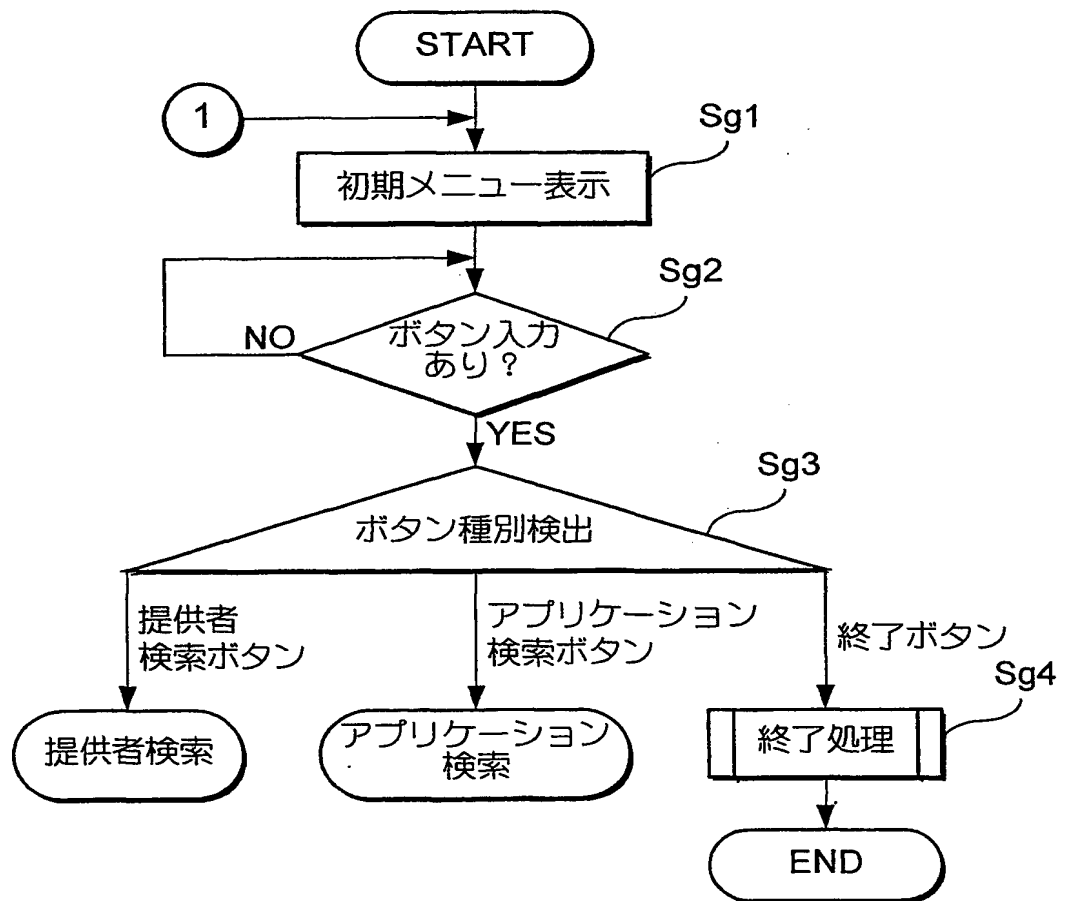 START
1
Sg1
初期メニュー表示
Sg2
NO
ボタン入力
あり？
YES
Sg3
ボタン種別検出
提供者
検索ボタン
アプリケーション
検索ボタン
終了ボタン
Sg4
提供者検索
アプリケーション
検索
終了処理
END